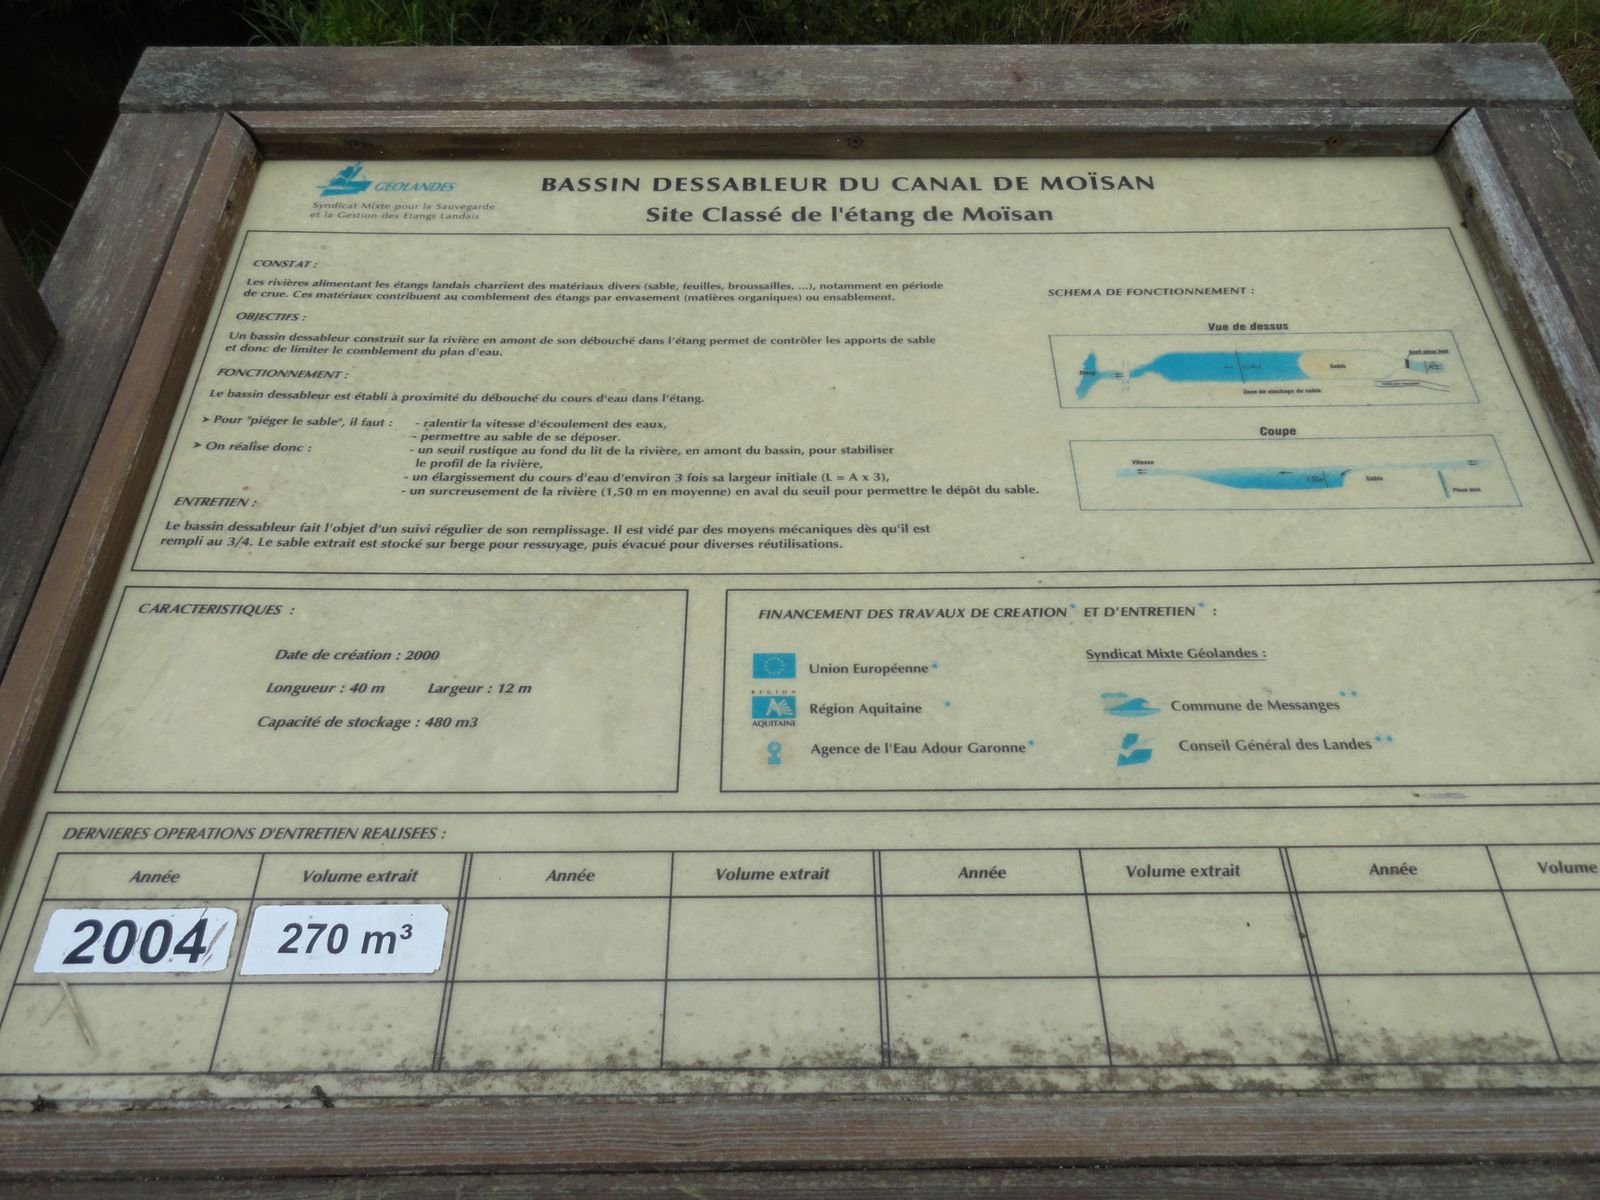 GÉOLANDES
Syndicat Mixte pour la Sauvegarde
et la Gestion des Etangs Landais
BASSIN DESSABLEUR DU CANAL DE MOÏSAN
Site Classé de l'étang de Moïsan
CONSTAT :
Les rivières alimentant les étangs landais charrient des matériaux divers (sable, feuilles, broussailles, ...), notamment en période
de crue. Ces matériaux contribuent au comblement des étangs par envasement (matières organiques) ou ensablement.
OBJECTIFS :
Un bassin dessableur construit sur la rivière en amont de son débouché dans l'étang permet de contrôler les apports de sable
et donc de limiter le comblement du plan d'eau.
FONCTIONNEMENT :
Le bassin dessableur est établi à proximité du débouché du cours d'eau dans l'étang.
➤ Pour "piéger le sable", il faut : - ralentir la vitesse d'écoulement des eaux,
- permettre au sable de se déposer.
➤ On réalise donc : - un seuil rustique au fond du lit de la rivière, en amont du bassin, pour stabiliser
le profil de la rivière,
- un élargissement du cours d'eau d'environ 3 fois sa largeur initiale (L = A x 3),
- un surcreusement de la rivière (1,50 m en moyenne) en aval du seuil pour permettre le dépôt du sable.
ENTRETIEN :
Le bassin dessableur fait l'objet d'un suivi régulier de son remplissage. Il est vidé par des moyens mécaniques dès qu'il est
rempli au 3/4. Le sable extrait est stocké sur berge pour ressuyage, puis évacué pour diverses réutilisations.
SCHEMA DE FONCTIONNEMENT :
Vue de dessus
Etang
Sable
Zone de stockage du sable
Coupe
Vitesse
Sable
Pieux bois
CARACTERISTIQUES :
Date de création : 2000
Longueur : 40 m Largeur : 12 m
Capacité de stockage : 480 m3
FINANCEMENT DES TRAVAUX DE CREATION* ET D'ENTRETIEN* :
Union Européenne*
REGION
AQUITAINE
Région Aquitaine *
Agence de l'Eau Adour Garonne*
Syndicat Mixte Géolandes :
Commune de Messanges**
Conseil Général des Landes**
DERNIERES OPERATIONS D'ENTRETIEN REALISEES :
Année Volume extrait Année Volume extrait Année Volume extrait Année Volume
2004 270 m³